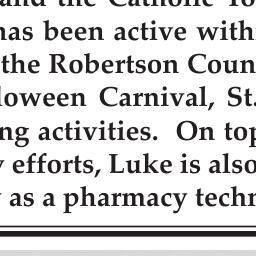 and the Catholic Yo
has been active with
the Robertson Coun
loween Carnival, St.
ng activities. On top
efforts, Luke is also
as a pharmacy techn